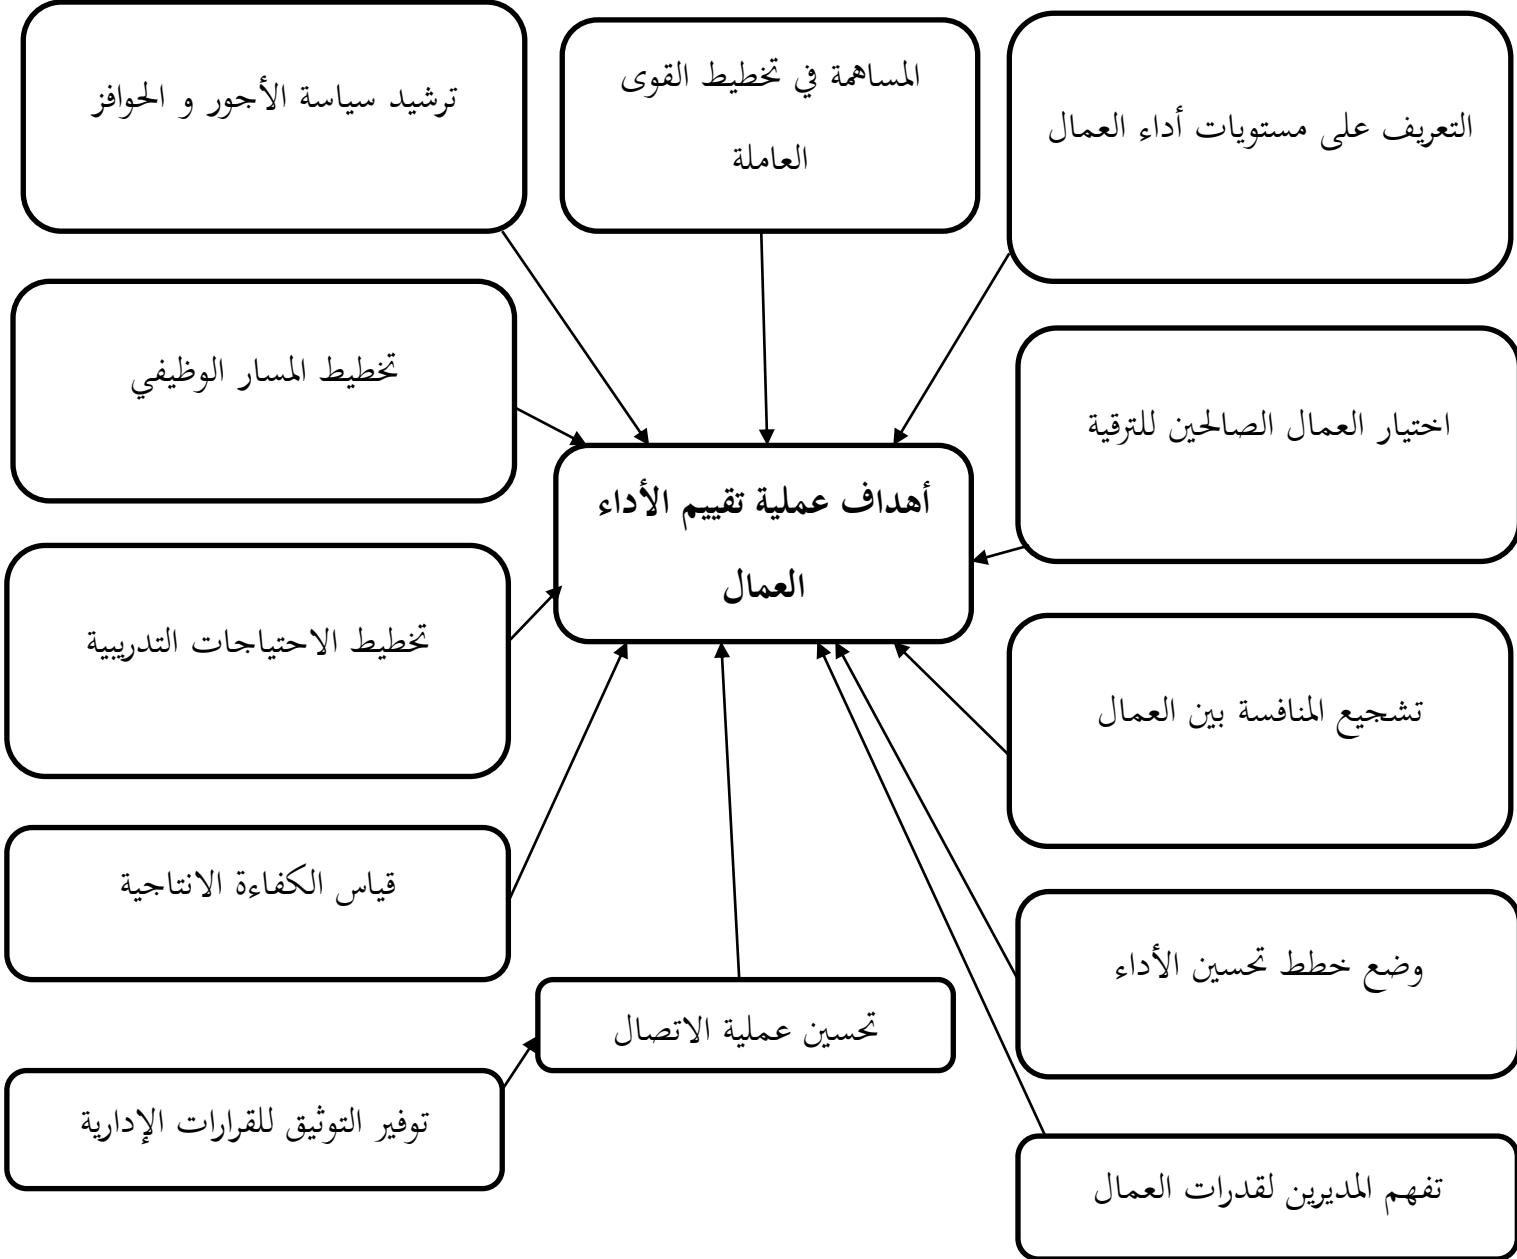 التعريف على مستويات أداء العمال
المساهمة في تخطيط القوى
العاملة
ترشيد سياسة الأجور و الحوافز
اختيار العمال الصالحين للترقية
تخطيط المسار الوظيفي
أهداف عملية تقييم الأداء
العمال
تشجيع المنافسة بين العمال
تخطيط الاحتياجات التدريبية
وضع خطط تحسين الأداء
قياس الكفاءة الانتاجية
تحسين عملية الاتصال
تفهم المديرين لقدرات العمال
توفير التوثيق للقرارات الإدارية